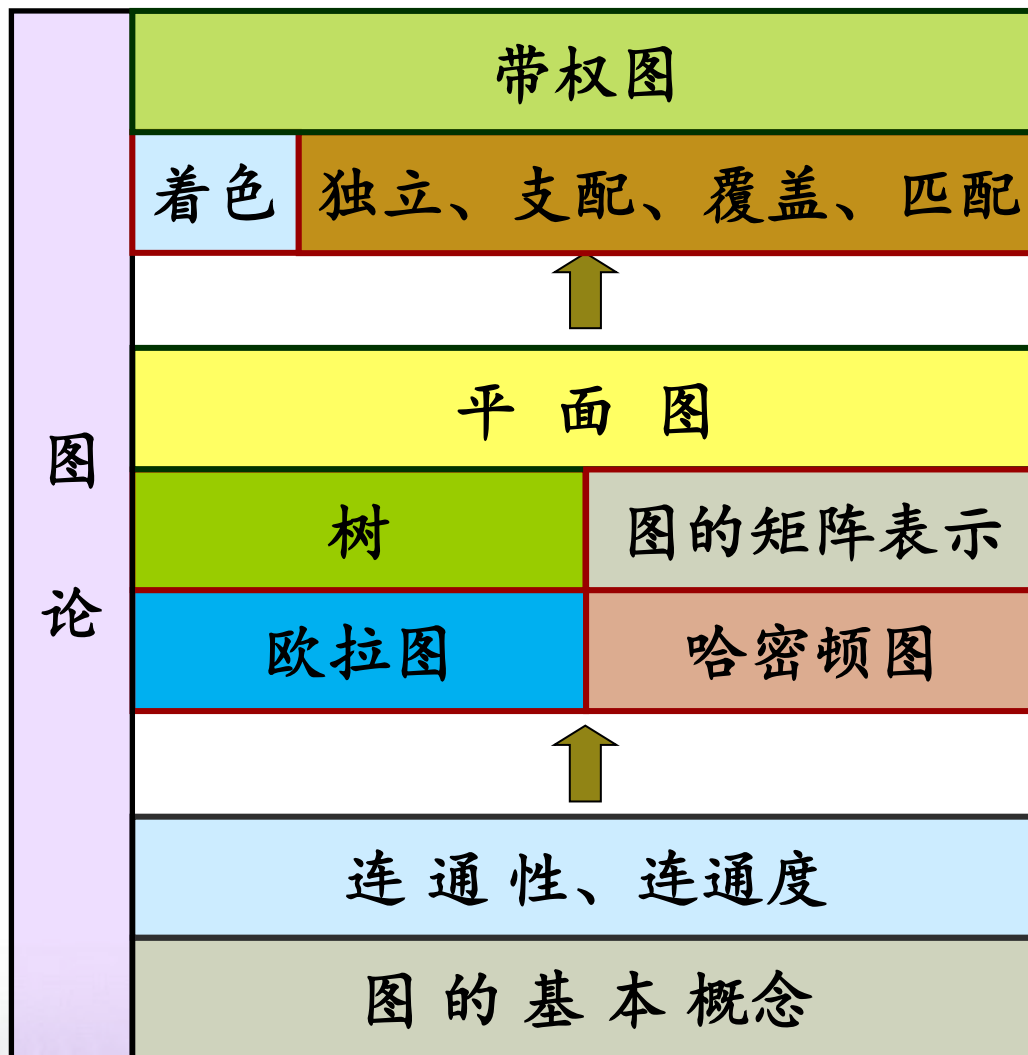 图论
带权图
着色
独立、支配、覆盖、匹配
平面图
树
图的矩阵表示
欧拉图
哈密顿图
连通性、连通度
图的基本概念